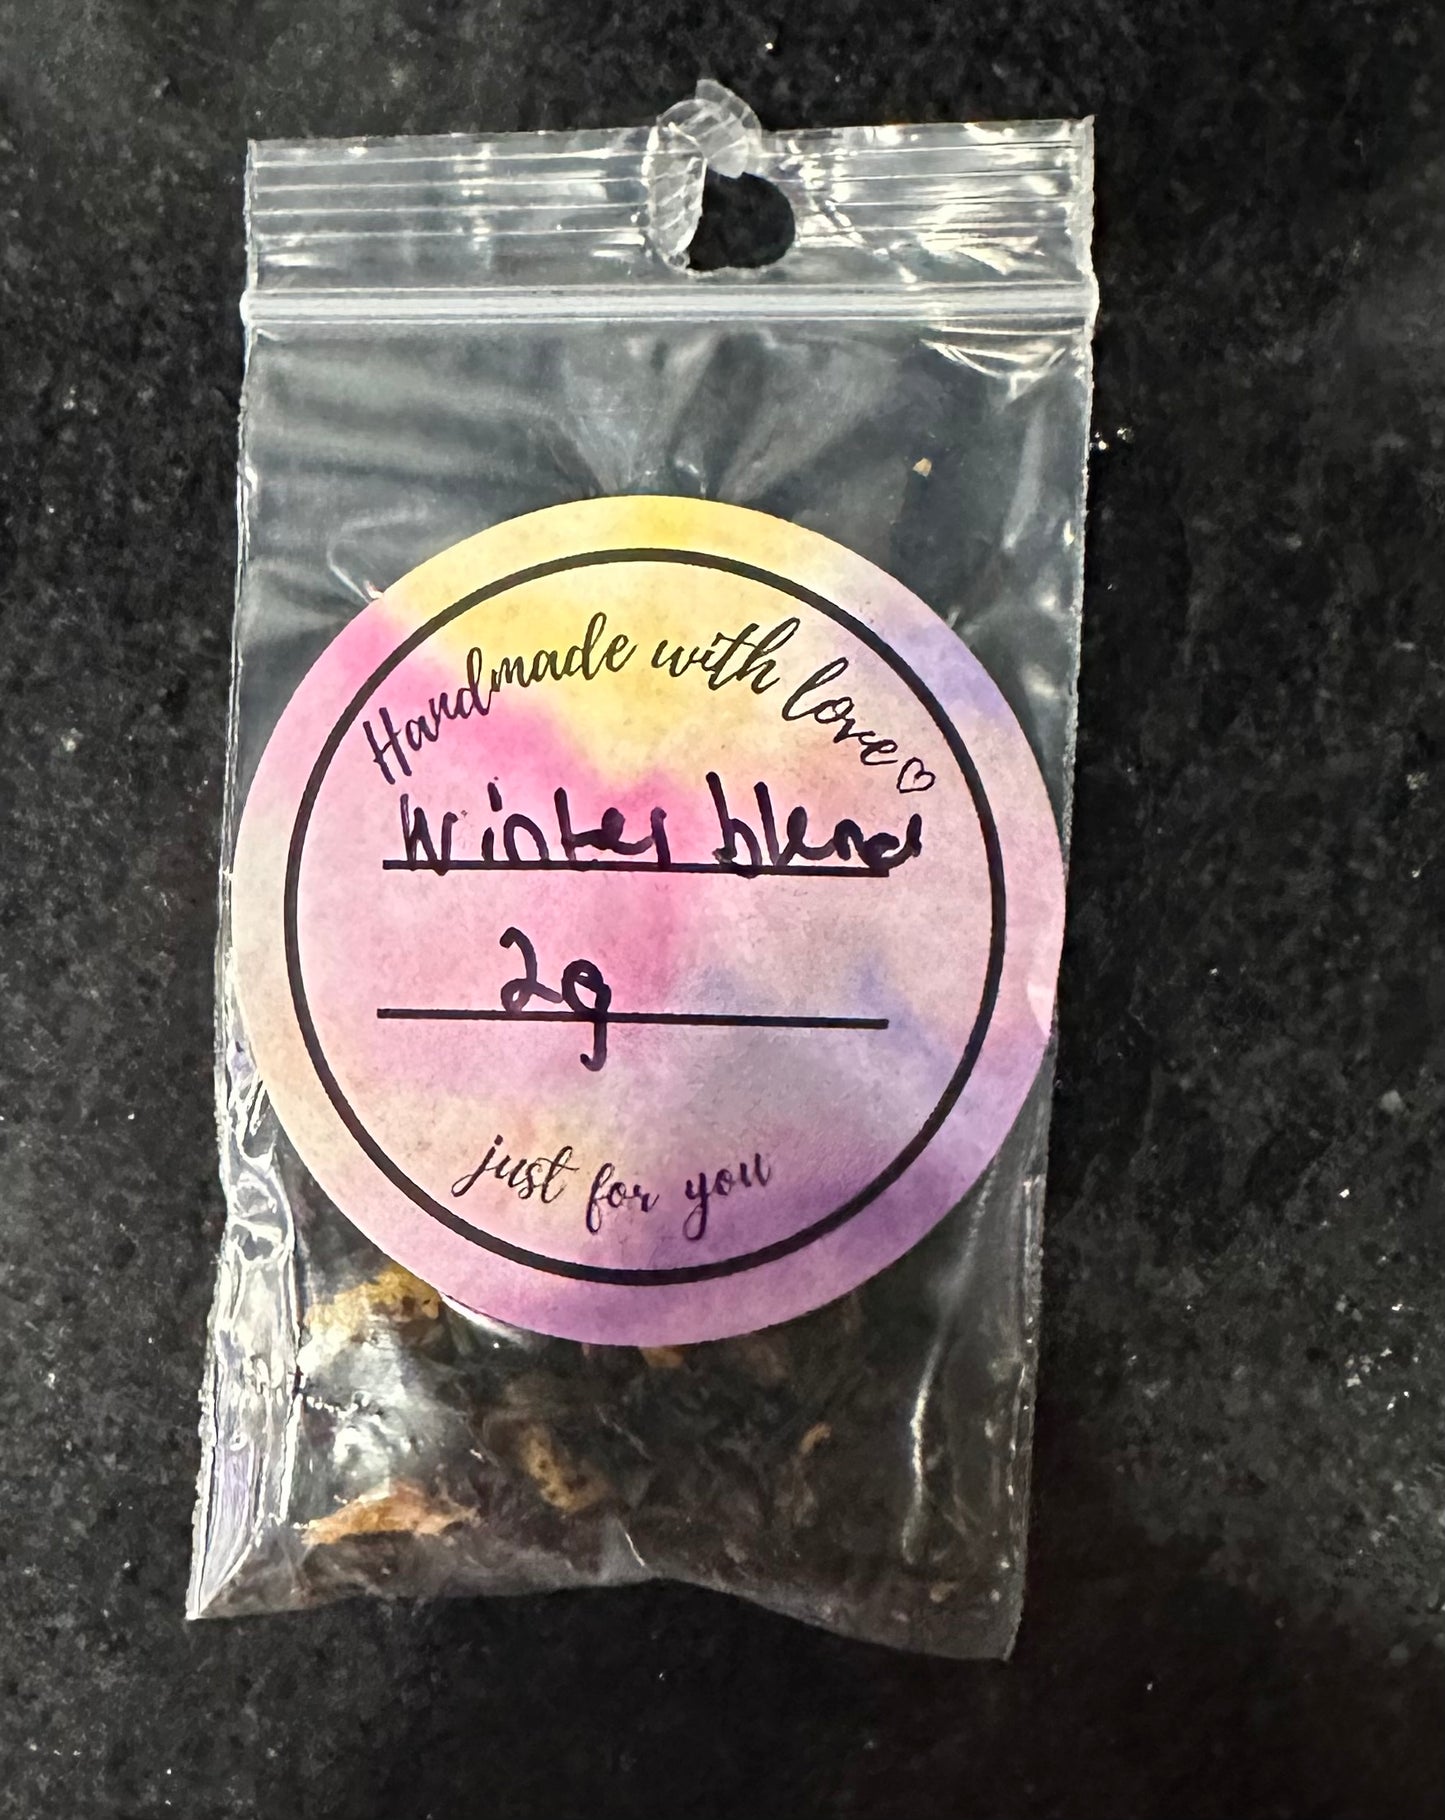 Handmade with love♡
Winter blend
2g
just for you